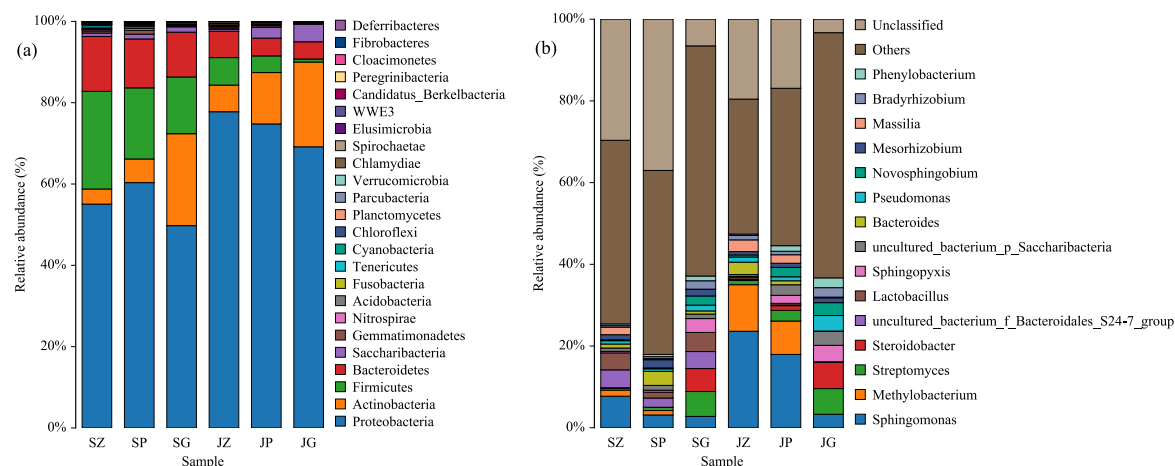 (a)
Relative abundance (%)
100%
80%
60%
40%
20%
0%
SZ SP SG JZ JP JG
Sample
Deferribacteres
Fibrobacteres
Cloacimonetes
Peregrinibacteria
Candidatus_Berkelbacteria
WWE3
Elusimicrobia
Spirochaetae
Chlamydiae
Verrucomicrobia
Parcubacteria
Planctomycetes
Chloroflexi
Cyanobacteria
Tenericutes
Fusobacteria
Acidobacteria
Nitrospirae
Gemmatimonadetes
Saccharibacteria
Bacteroidetes
Firmicutes
Actinobacteria
Proteobacteria
(b)
Relative abundance (%)
100%
80%
60%
40%
20%
0%
SZ SP SG JZ JP JG
Sample
Unclassified
Others
Phenylobacterium
Bradyrhizobium
Massilia
Mesorhizobium
Novosphingobium
Pseudomonas
Bacteroides
uncultured_bacterium_p_Saccharibacteria
Sphingopyxis
Lactobacillus
uncultured_bacterium_f_Bacteroidales_S24-7_group
Steroidobacter
Streptomyces
Methylobacterium
Sphingomonas